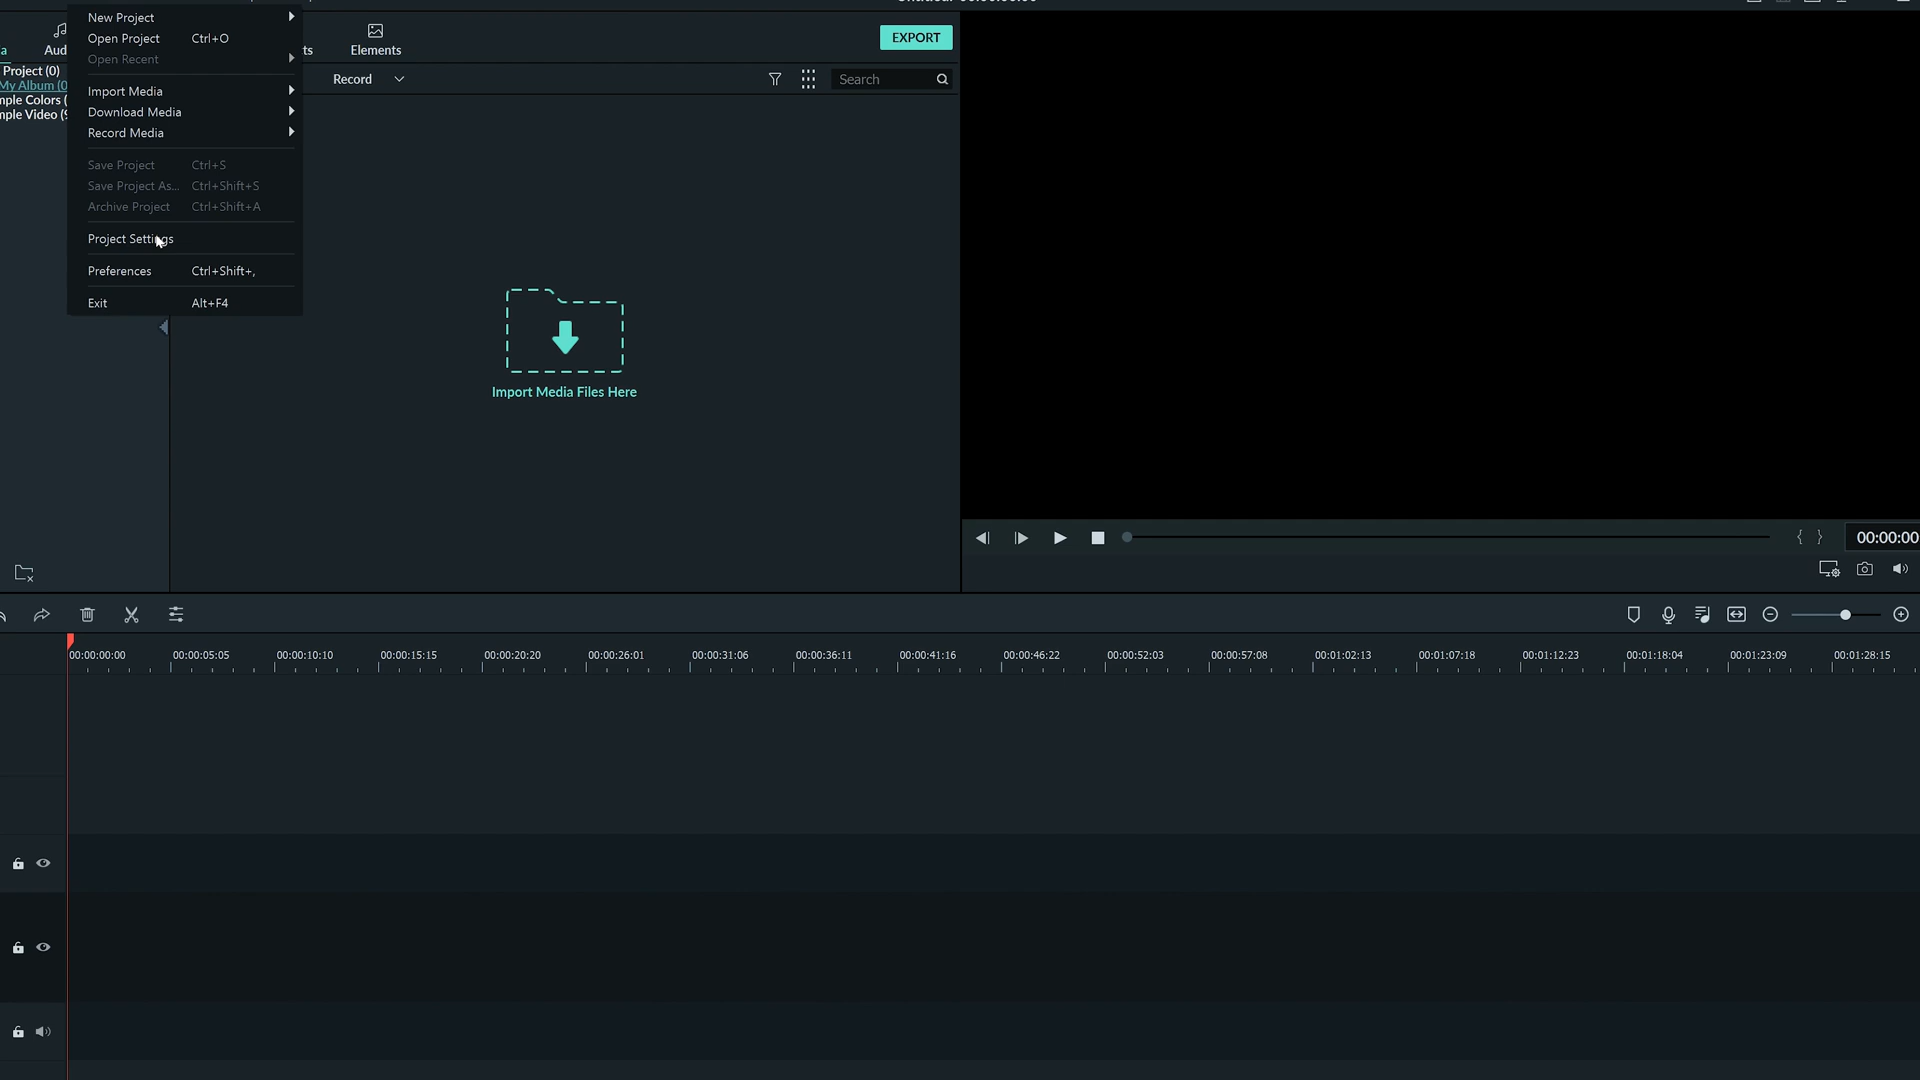 New Project
Open Project Ctrl+O
Open Recent
Import Media
Download Media
Record Media
Save Project Ctrl+S
Save Project As... Ctrl+Shift+S
Archive Project Ctrl+Shift+A
Project Settings
Preferences Ctrl+Shift+,
Exit Alt+F4
Aud
ts
Elements
EXPORT
Project (0)
My Album (0
mple Colors (
mple Video (9
Record
Search
Import Media Files Here
00:00:00
00:00:00:00 00:00:05:05 00:00:10:10 00:00:15:15 00:00:20:20 00:00:26:01 00:00:31:06 00:00:36:11 00:00:41:16 00:00:46:22 00:00:52:03 00:00:57:08 00:01:02:13 00:01:07:18 00:01:12:23 00:01:18:04 00:01:23:09 00:01:28:15